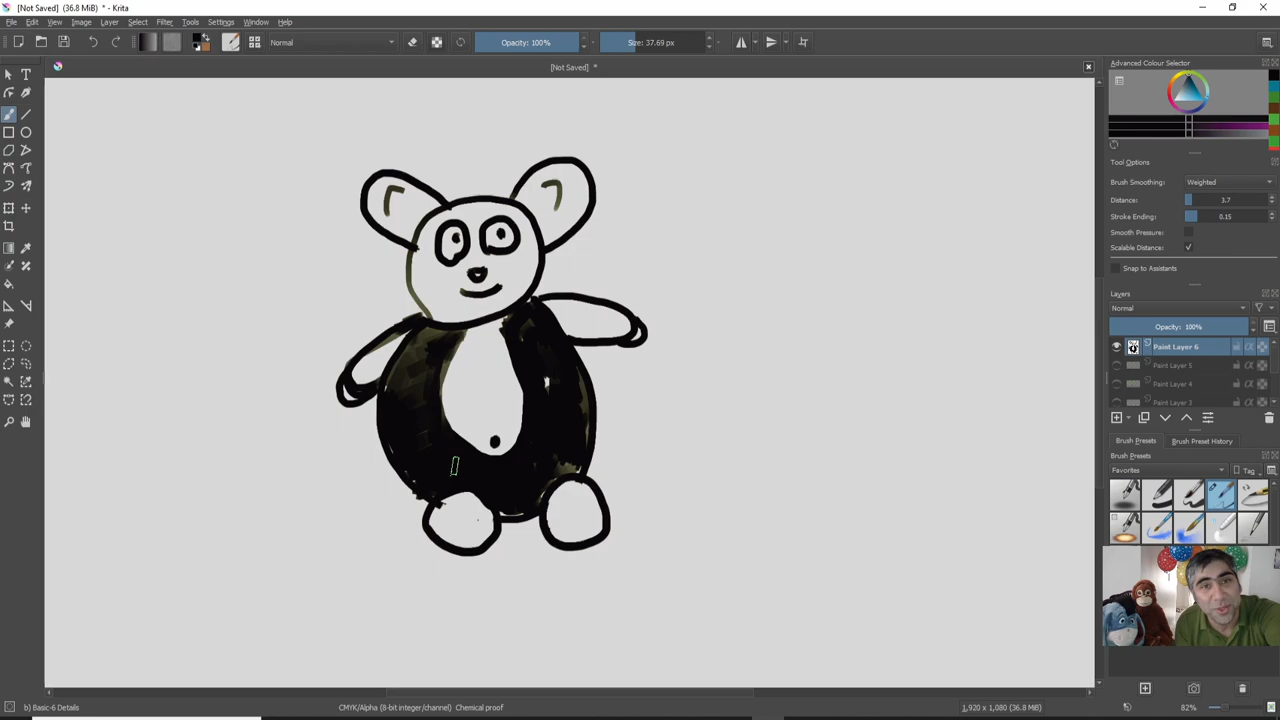 [Not Saved] (36.8 MiB) * - Krita
File Edit View Image Layer Select Filter Tools Settings Window Help
Normal Opacity: 100% Size: 37.69 px
[Not Saved] *
Advanced Colour Selector
Tool Options
Brush Smoothing: Weighted
Distance: 3.7
Stroke Ending: 0.15
Smooth Pressure:
Scalable Distance:
Snap to Assistants
Layers
Normal
Opacity: 100%
Paint Layer 6
Paint Layer 5
Paint Layer 4
Paint Layer 3
Brush Presets Brush Preset History
Brush Presets
Favorites Tag
b) Basic-6 Details CMYK/Alpha (8-bit integer/channel) Chemical proof 1,920 x 1,080 (36.8 MiB) 82%